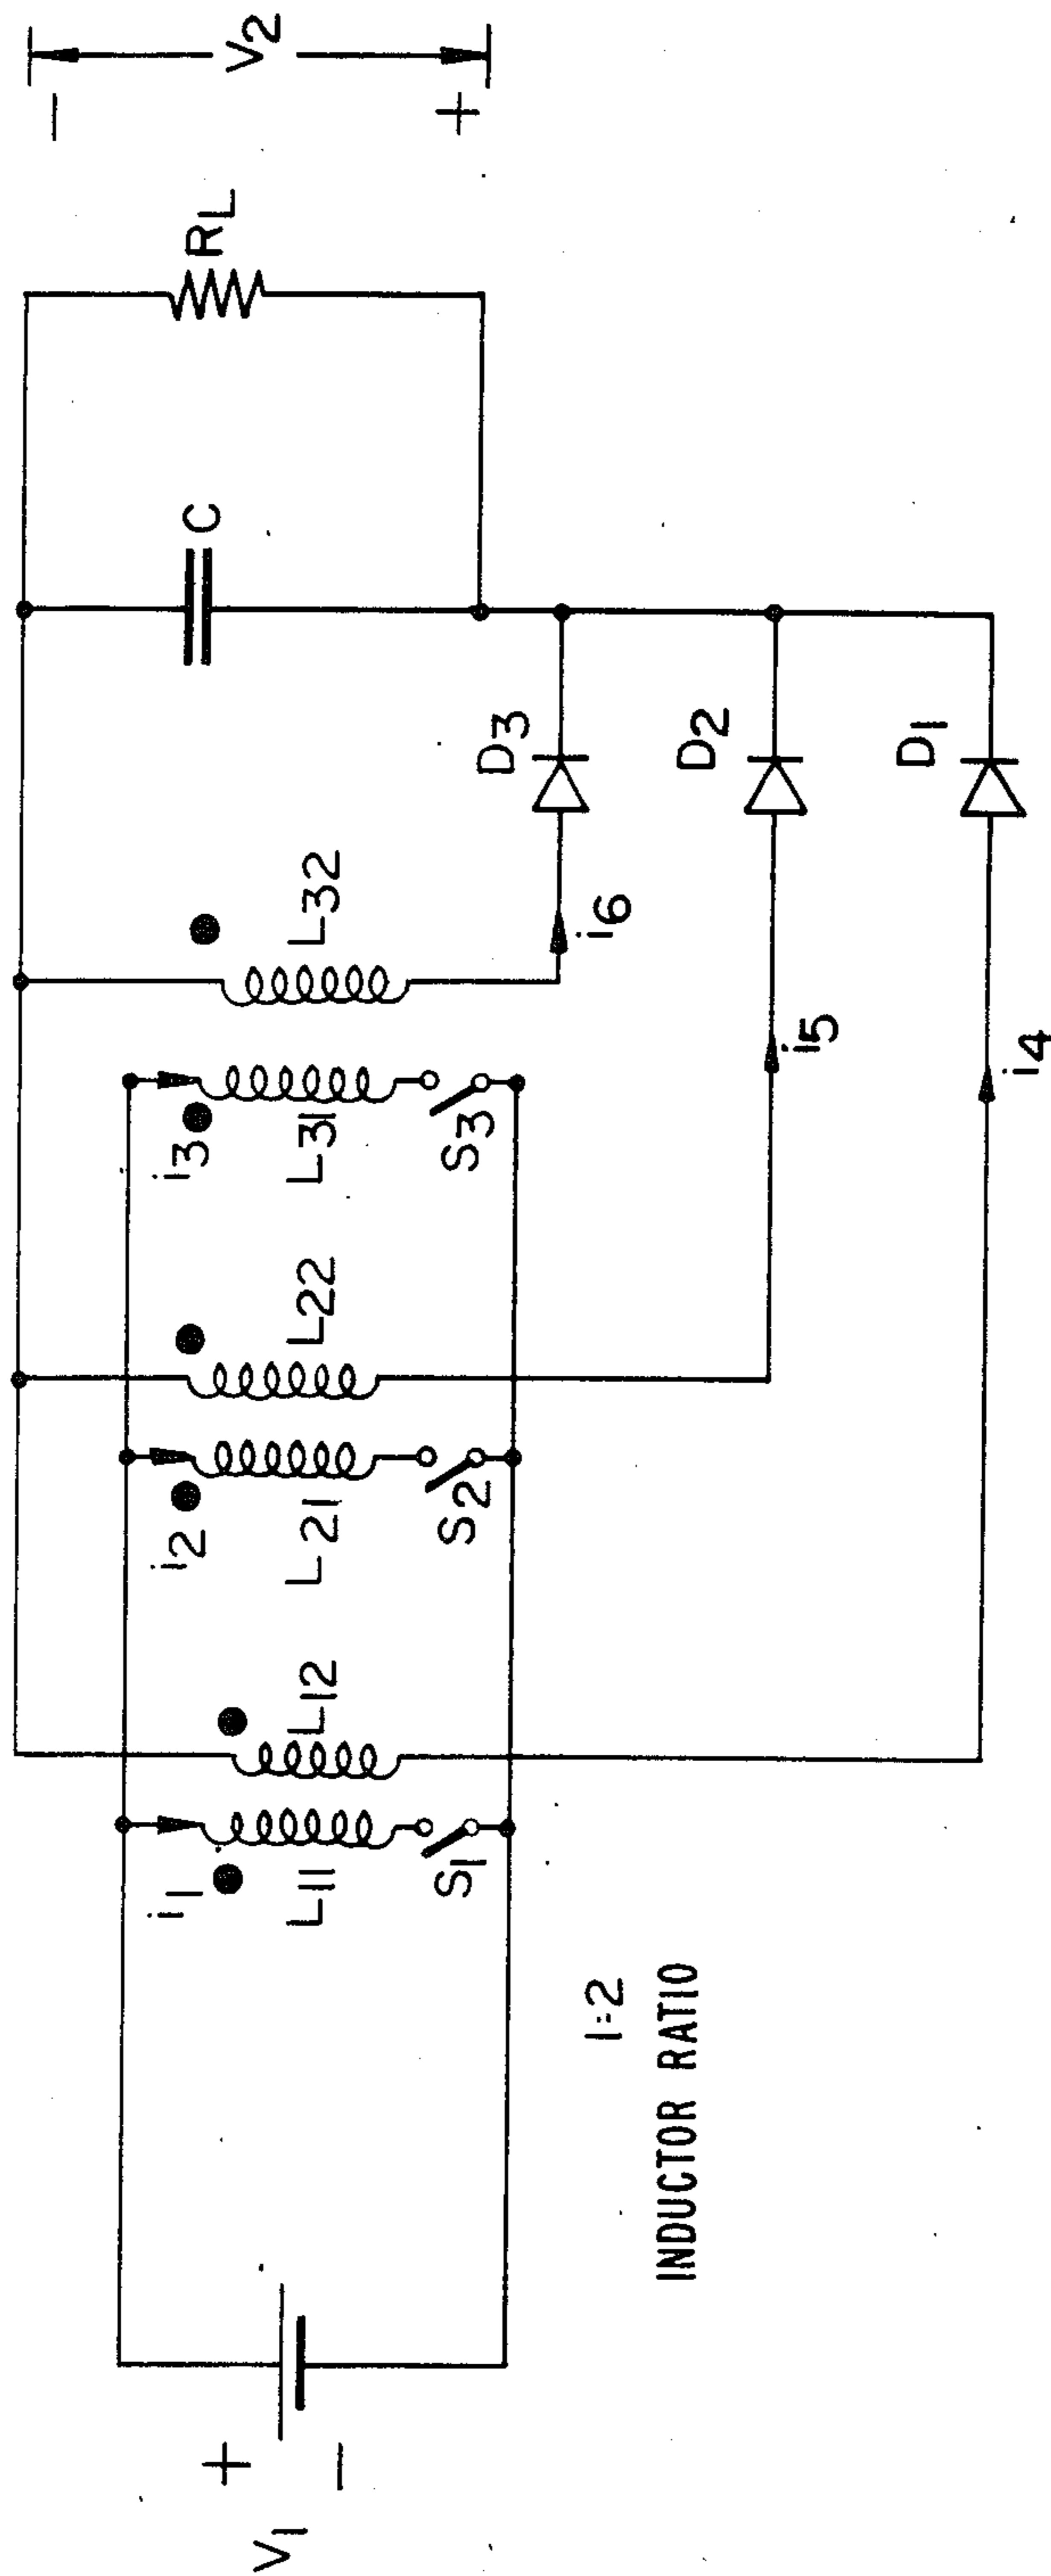 V1
+
−
i1
L11
S1
L12
i2
L21
S2
L22
i3
L31
S3
L32
i4
i5
i6
D3
D2
D1
C
RL
−
V2
+
1:2
INDUCTOR RATIO